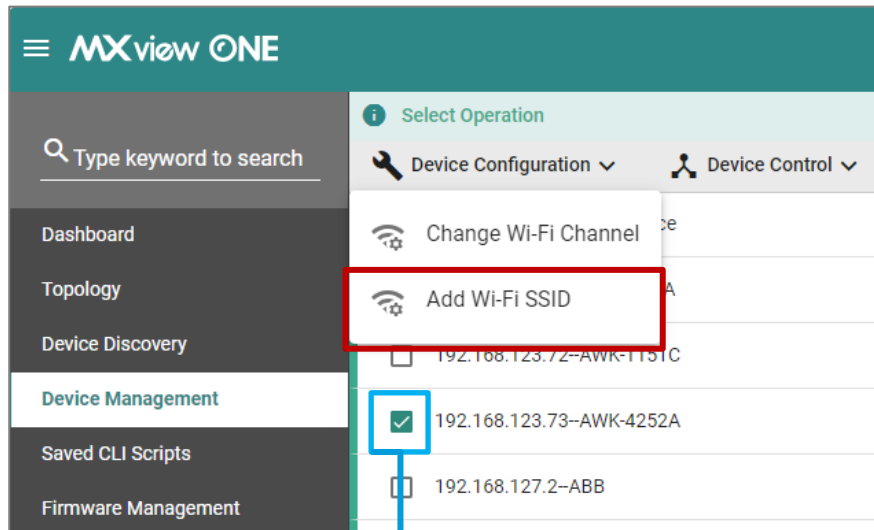 MXview ONE
Type keyword to search
Dashboard
Topology
Device Discovery
Device Management
Saved CLI Scripts
Firmware Management
Select Operation
Device Configuration
Device Control
Change Wi-Fi Channel
Add Wi-Fi SSID
192.168.123.72--AWK-1151C
192.168.123.73--AWK-4252A
192.168.127.2--ABB